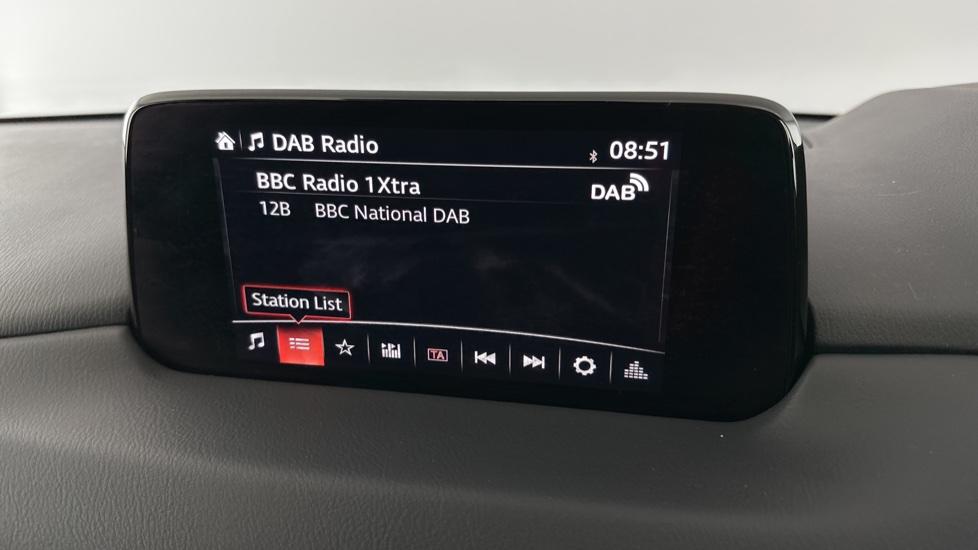 DAB Radio
08:51
BBC Radio 1Xtra
DAB
12B BBC National DAB
Station List
TA